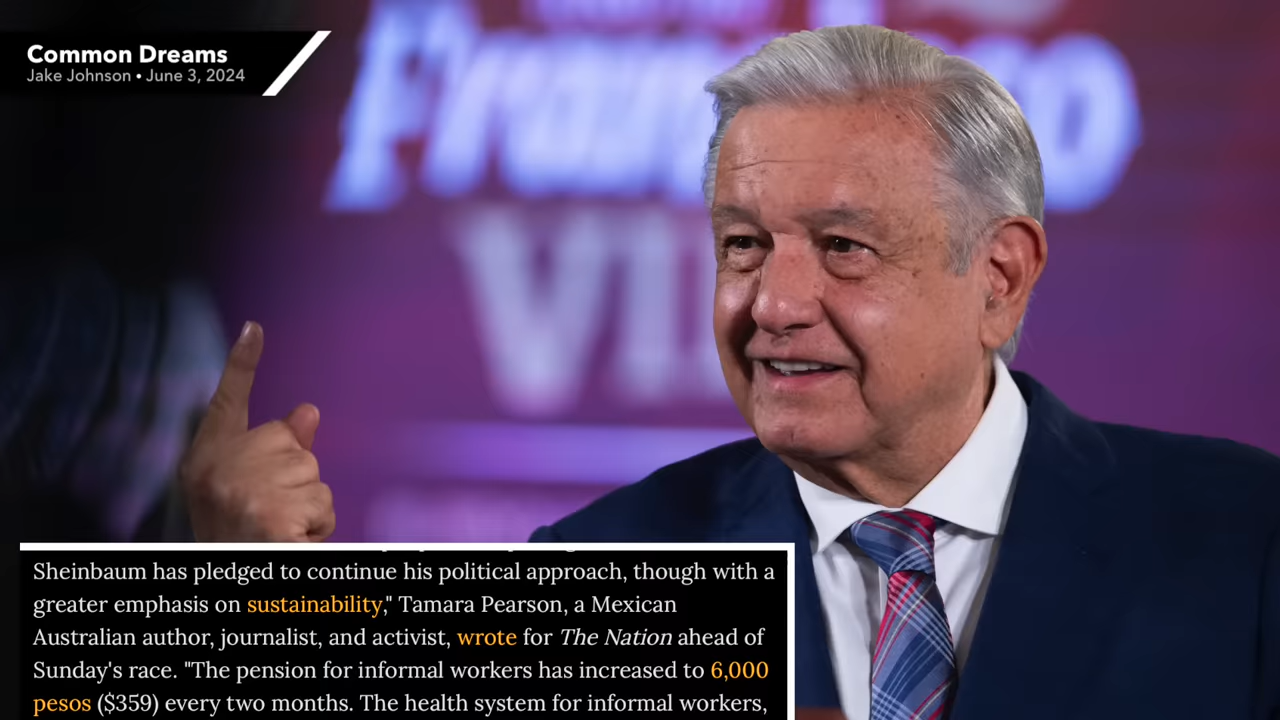 Common Dreams
Jake Johnson • June 3, 2024
VII
Sheinbaum has pledged to continue his political approach, though with a
greater emphasis on sustainability," Tamara Pearson, a Mexican
Australian author, journalist, and activist, wrote for The Nation ahead of
Sunday's race. "The pension for informal workers has increased to 6,000
pesos ($359) every two months. The health system for informal workers,